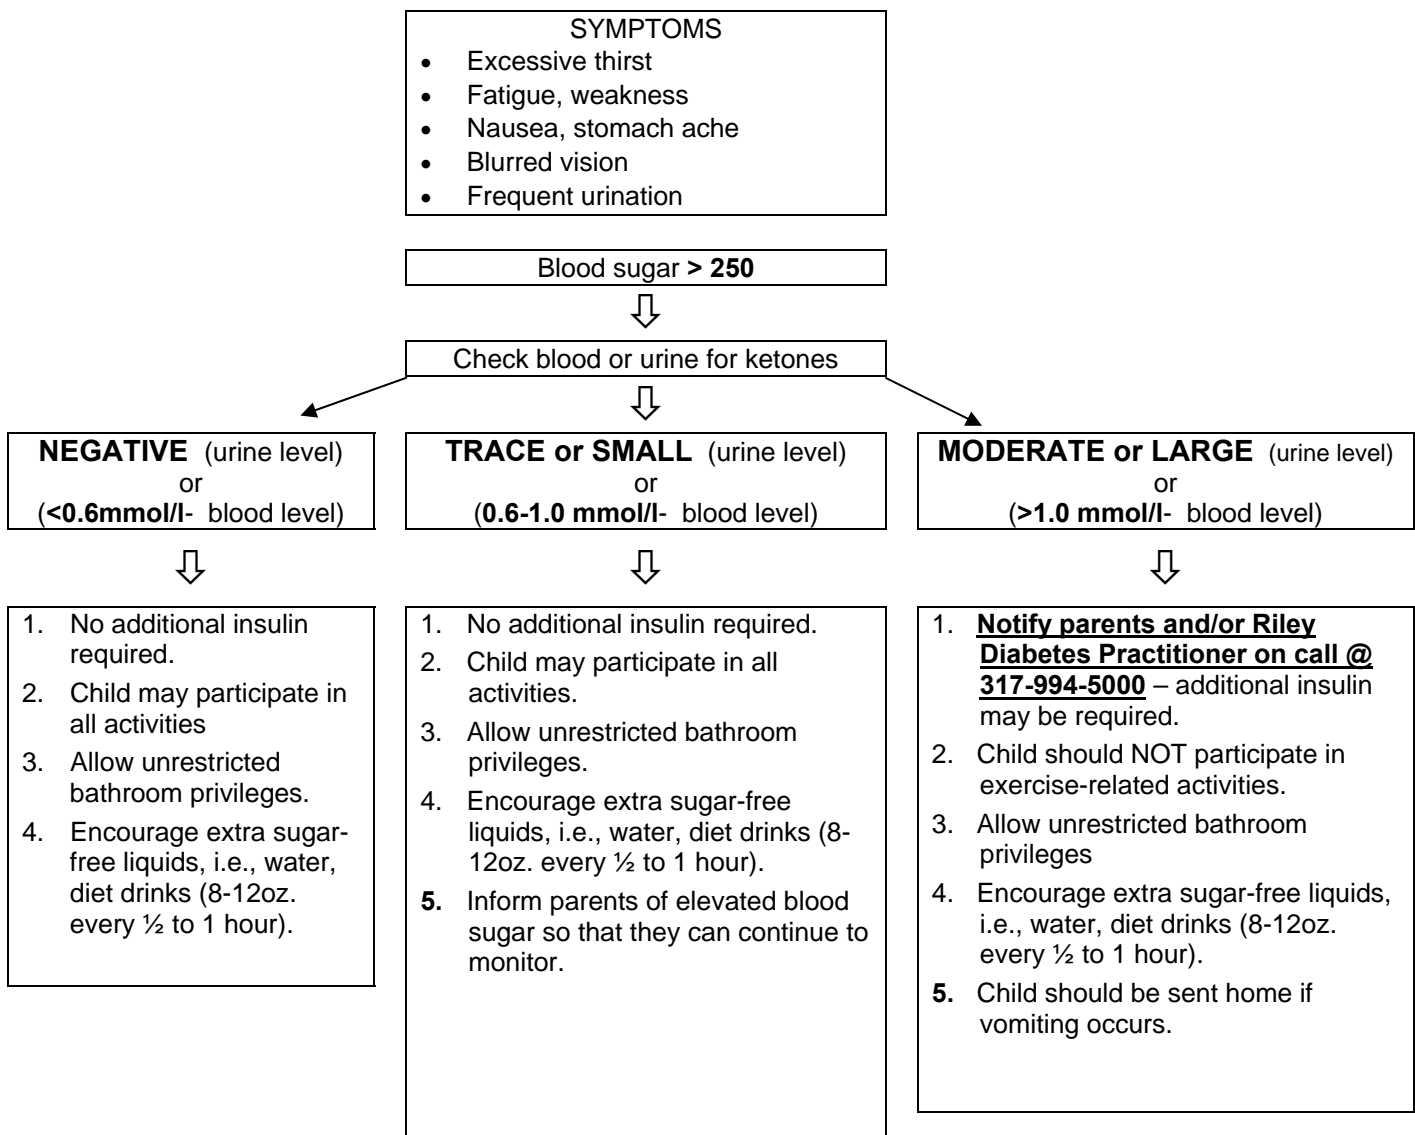 SYMPTOMS
• Excessive thirst
• Fatigue, weakness
• Nausea, stomach ache
• Blurred vision
• Frequent urination
Blood sugar > 250
Check blood or urine for ketones
NEGATIVE (urine level)
or
(<0.6mmol/l- blood level)
TRACE or SMALL (urine level)
or
(0.6-1.0 mmol/l- blood level)
MODERATE or LARGE (urine level)
or
(>1.0 mmol/l- blood level)
1. No additional insulin
required.
2. Child may participate in
all activities
3. Allow unrestricted
bathroom privileges.
4. Encourage extra sugar-
free liquids, i.e., water,
diet drinks (8-12oz.
every ½ to 1 hour).
1. No additional insulin required.
2. Child may participate in all
activities.
3. Allow unrestricted bathroom
privileges.
4. Encourage extra sugar-free
liquids, i.e., water, diet drinks (8-
12oz. every ½ to 1 hour).
5. Inform parents of elevated blood
sugar so that they can continue to
monitor.
1. Notify parents and/or Riley
Diabetes Practitioner on call @
317-994-5000 – additional insulin
may be required.
2. Child should NOT participate in
exercise-related activities.
3. Allow unrestricted bathroom
privileges
4. Encourage extra sugar-free liquids,
i.e., water, diet drinks (8-12oz.
every ½ to 1 hour).
5. Child should be sent home if
vomiting occurs.